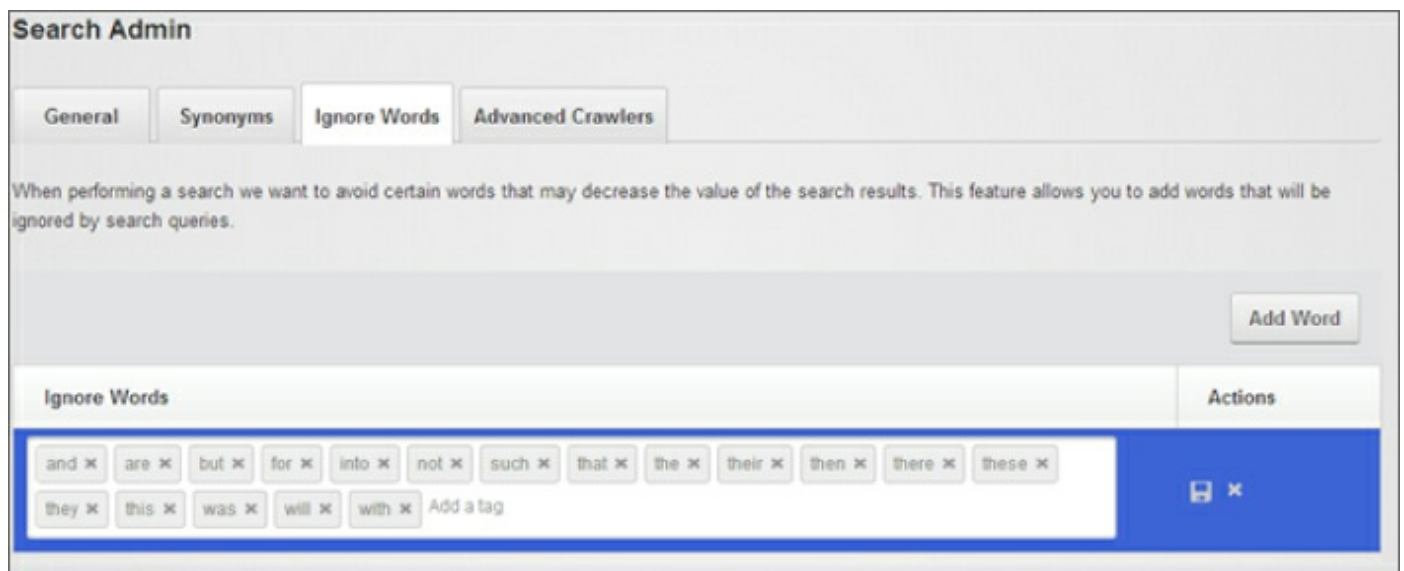 Search Admin
General Synonyms Ignore Words Advanced Crawlers
When performing a search we want to avoid certain words that may decrease the value of the search results. This feature allows you to add words that will be
ignored by search queries.
Add Word
Ignore Words Actions
and × are × but × for × into × not × such × that × the × their × then × there × these ×
they × this × was × will × with × Add a tag